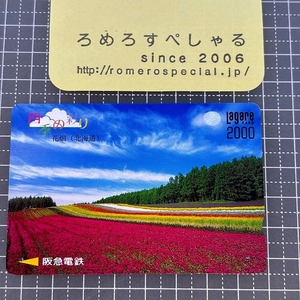 ろめろすぺしゃる
since 2006
http://romerospecial.jp/
花畑（北海道）
lagare
2000
阪急電鉄